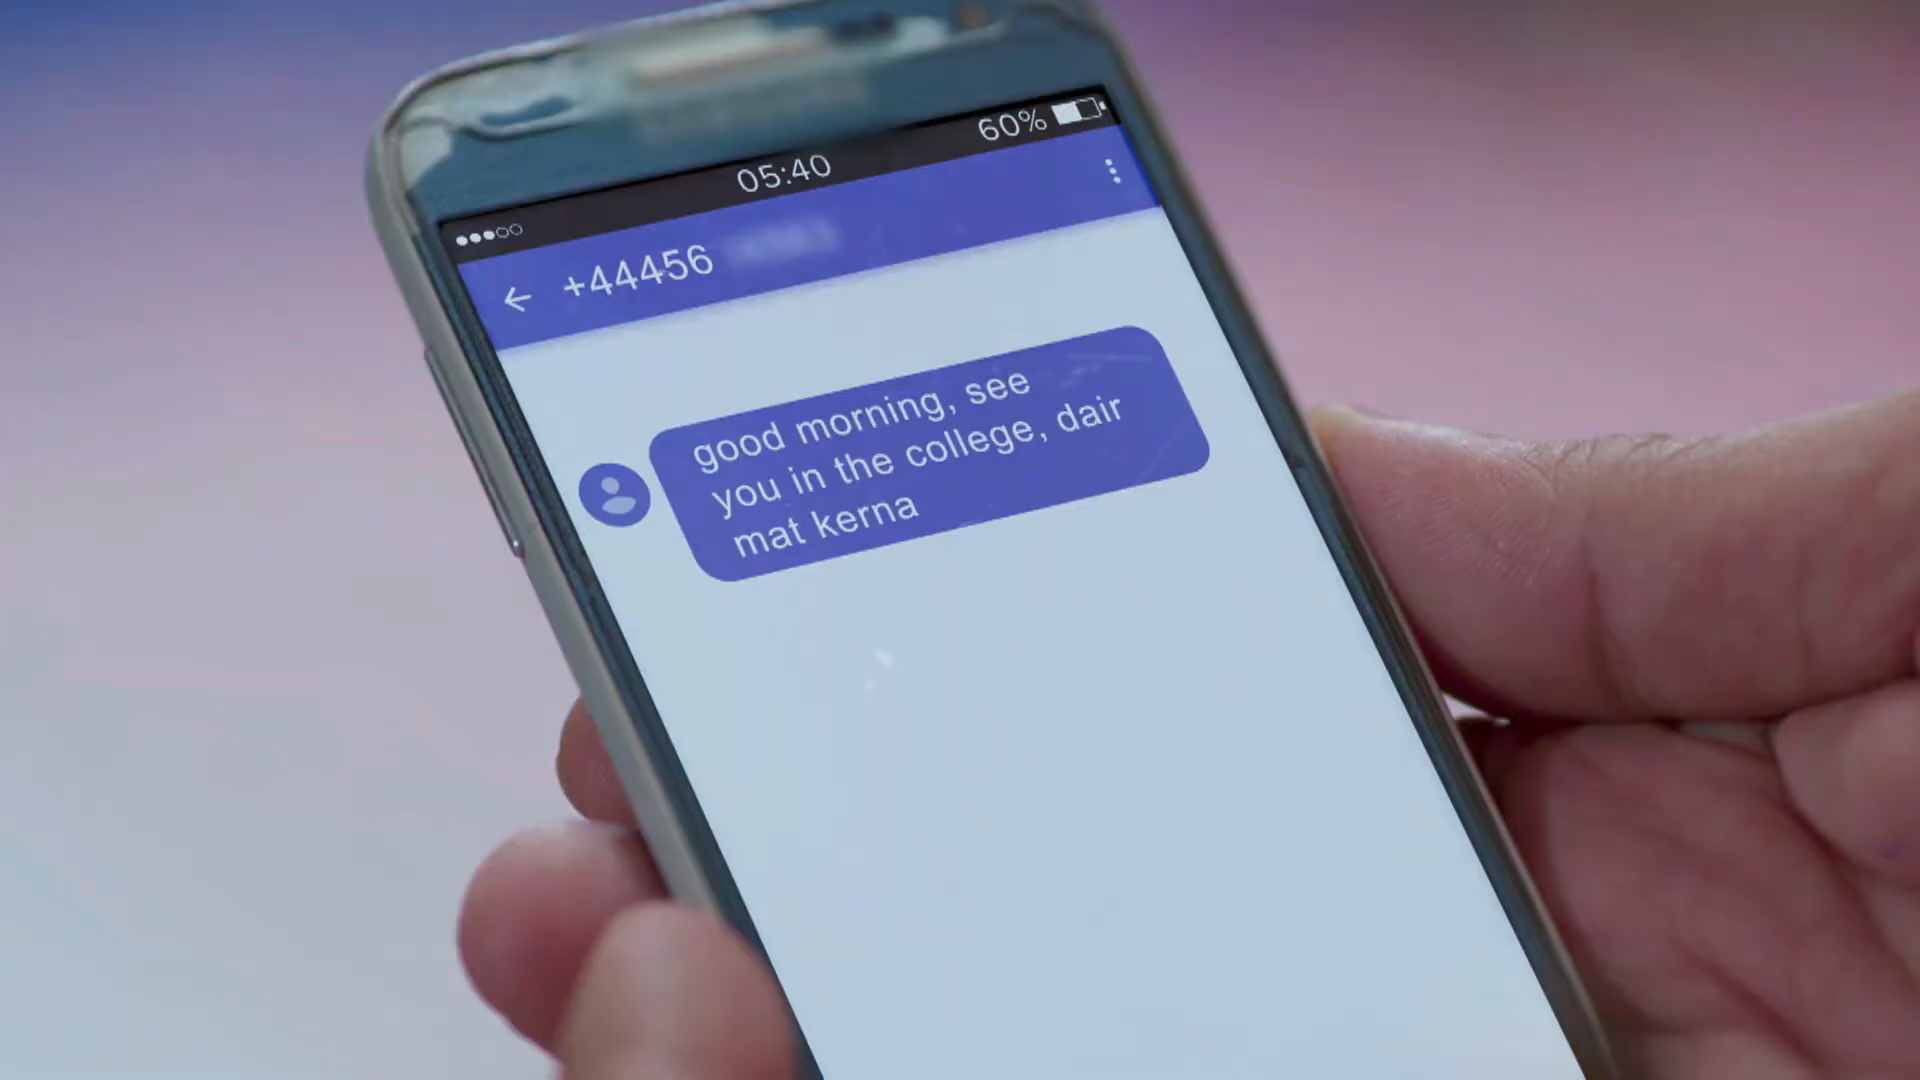 60%
05:40
+44456
good morning, see
you in the college, dair
mat kerna